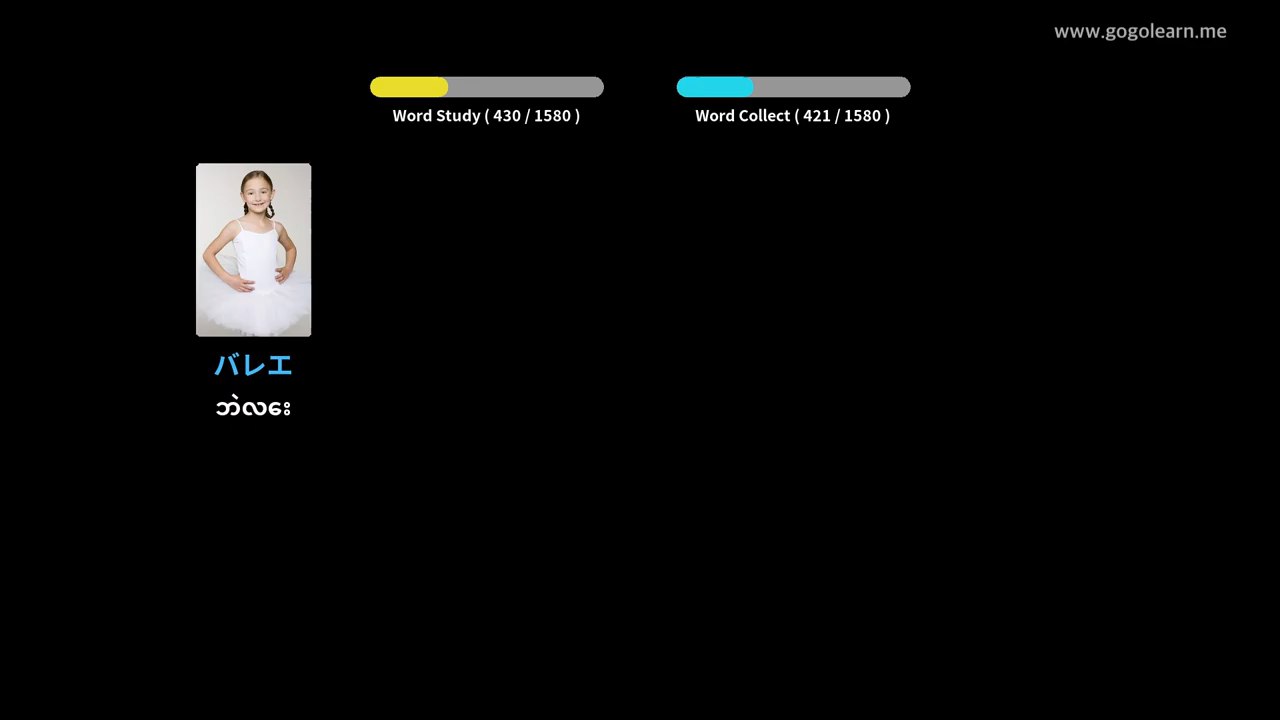 www.gogolearn.me
Word Study ( 430 / 1580 )
Word Collect ( 421 / 1580 )
バレエ
ဘဲလေး